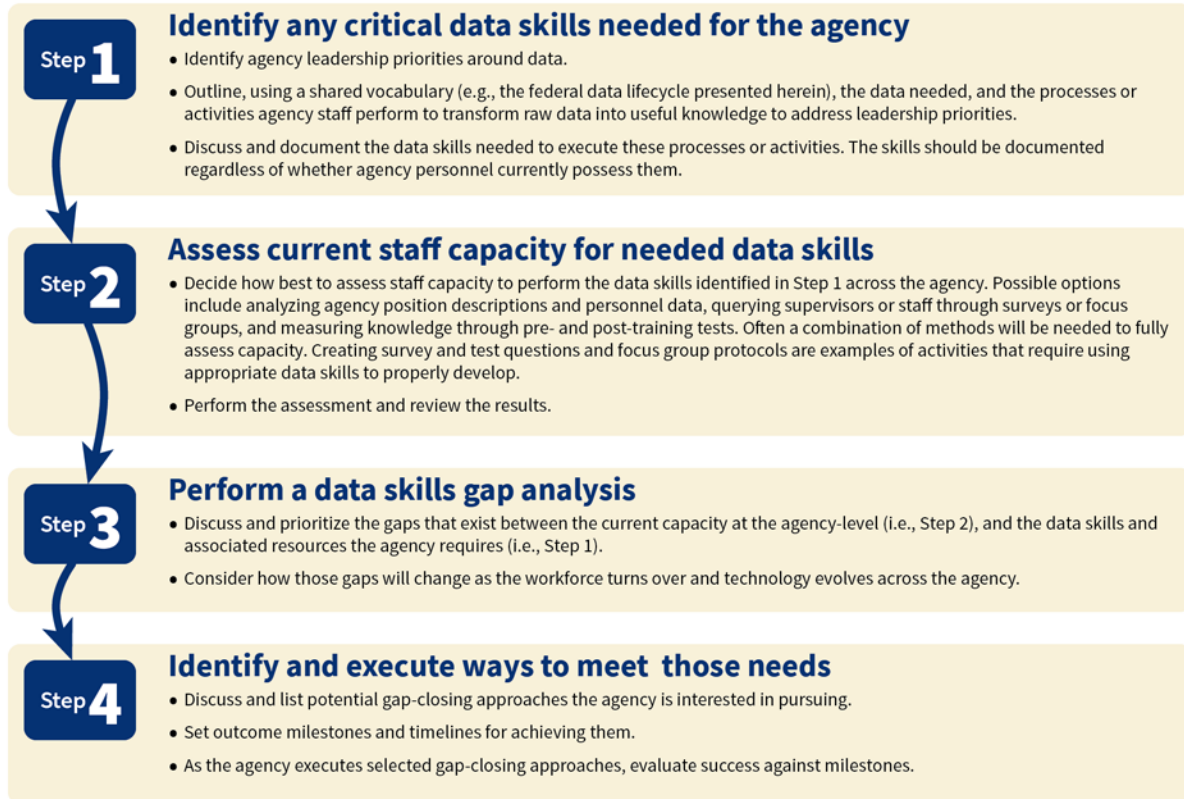 Step 1
Identify any critical data skills needed for the agency
• Identify agency leadership priorities around data.
• Outline, using a shared vocabulary (e.g., the federal data lifecycle presented herein), the data needed, and the processes or
activities agency staff perform to transform raw data into useful knowledge to address leadership priorities.
• Discuss and document the data skills needed to execute these processes or activities. The skills should be documented
regardless of whether agency personnel currently possess them.
Step 2
Assess current staff capacity for needed data skills
• Decide how best to assess staff capacity to perform the data skills identified in Step 1 across the agency. Possible options
include analyzing agency position descriptions and personnel data, querying supervisors or staff through surveys or focus
groups, and measuring knowledge through pre- and post-training tests. Often a combination of methods will be needed to fully
assess capacity. Creating survey and test questions and focus group protocols are examples of activities that require using
appropriate data skills to properly develop.
• Perform the assessment and review the results.
Step 3
Perform a data skills gap analysis
• Discuss and prioritize the gaps that exist between the current capacity at the agency-level (i.e., Step 2), and the data skills and
associated resources the agency requires (i.e., Step 1).
• Consider how those gaps will change as the workforce turns over and technology evolves across the agency.
Step 4
Identify and execute ways to meet those needs
• Discuss and list potential gap-closing approaches the agency is interested in pursuing.
• Set outcome milestones and timelines for achieving them.
• As the agency executes selected gap-closing approaches, evaluate success against milestones.